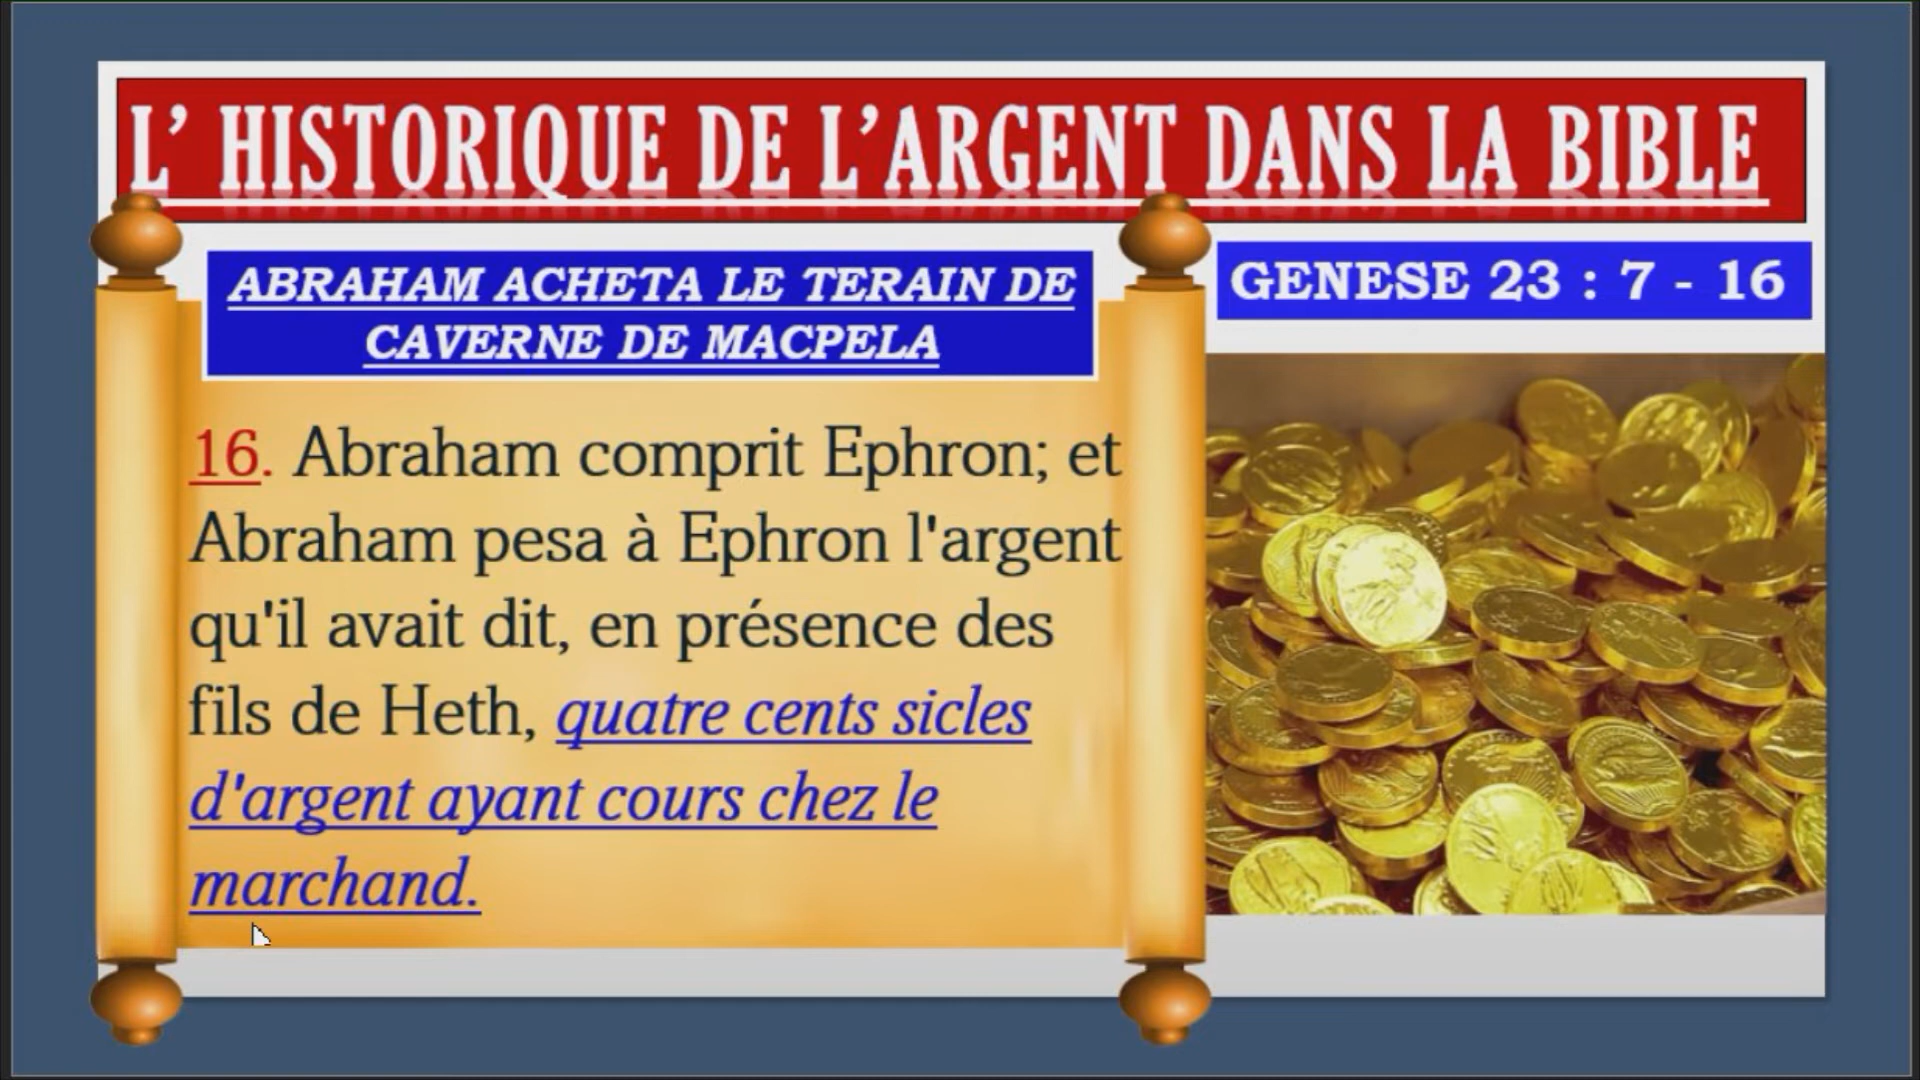 L’ HISTORIQUE DE L’ARGENT DANS LA BIBLE
ABRAHAM ACHETA LE TERAIN DE
CAVERNE DE MACPELA
GENESE 23 : 7 - 16
16. Abraham comprit Ephron; et
Abraham pesa à Ephron l'argent
qu'il avait dit, en présence des
fils de Heth, quatre cents sicles
d'argent ayant cours chez le
marchand.